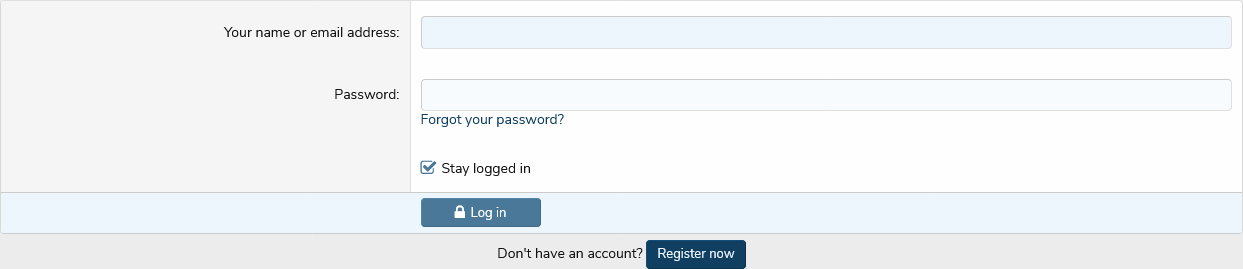 Your name or email address:
Password:
Forgot your password?
Stay logged in
Log in
Don't have an account? Register now